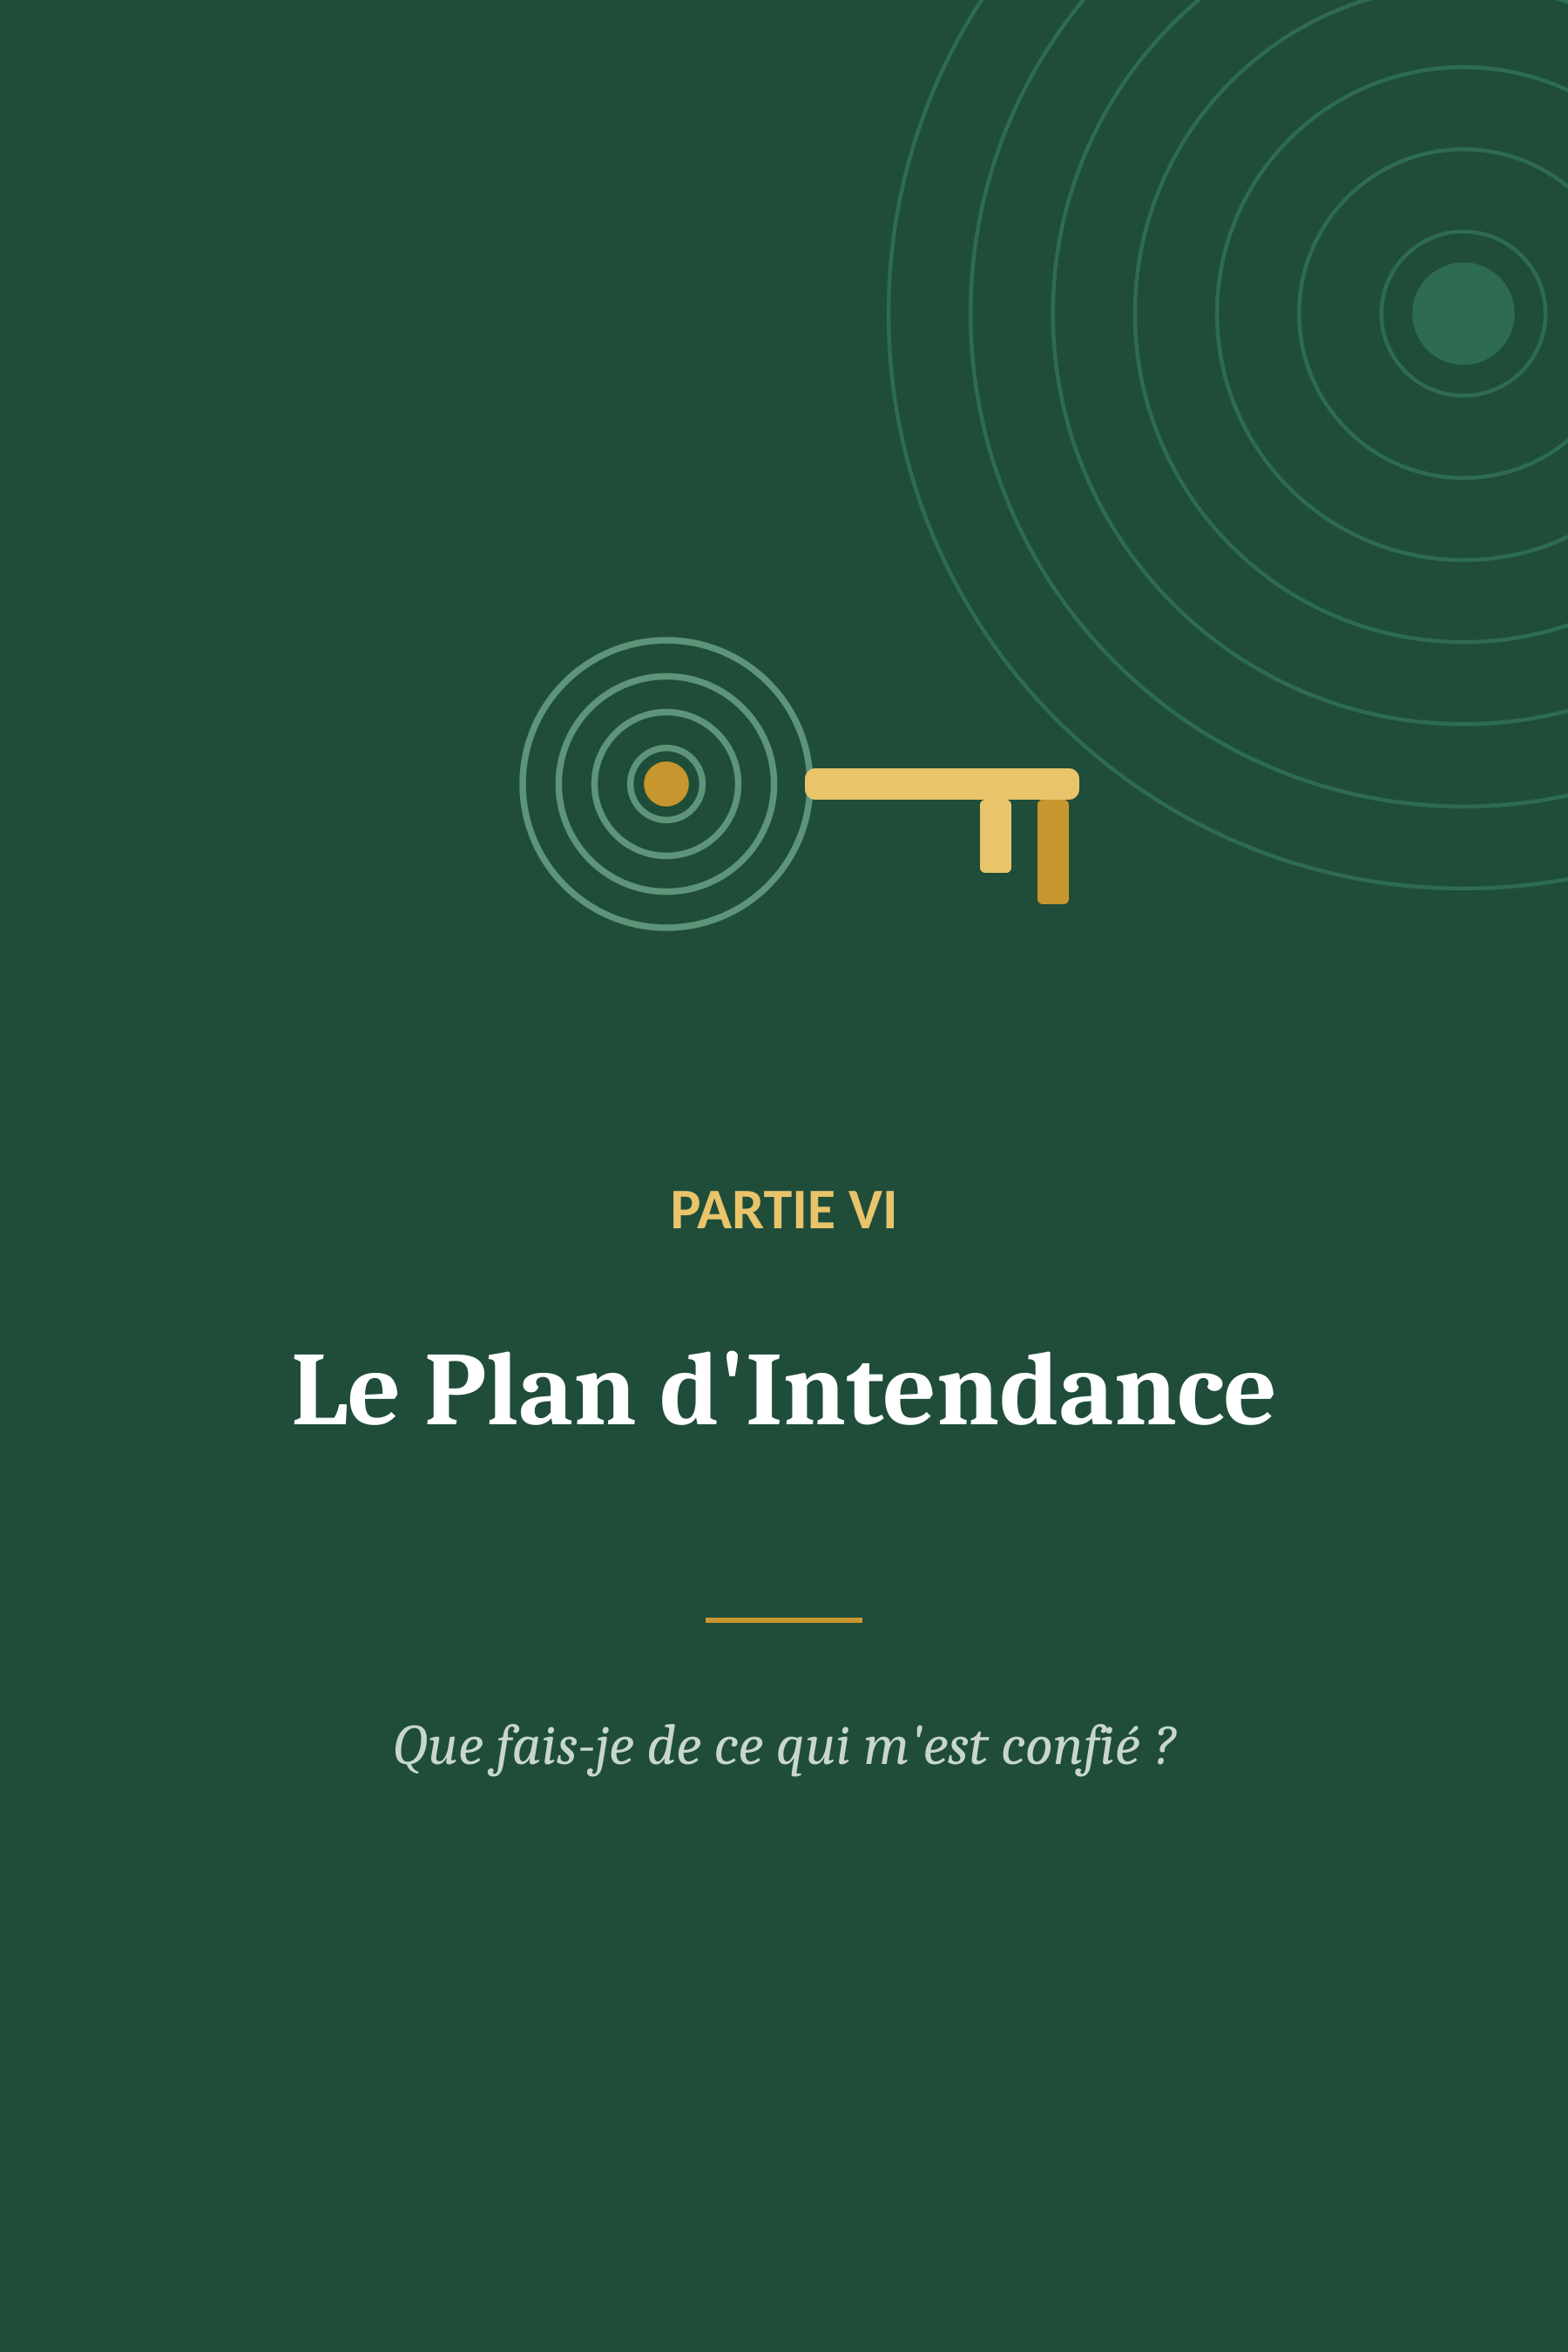 PARTIE VI
Le Plan d'Intendance
Que fais-je de ce qui m'est confié ?